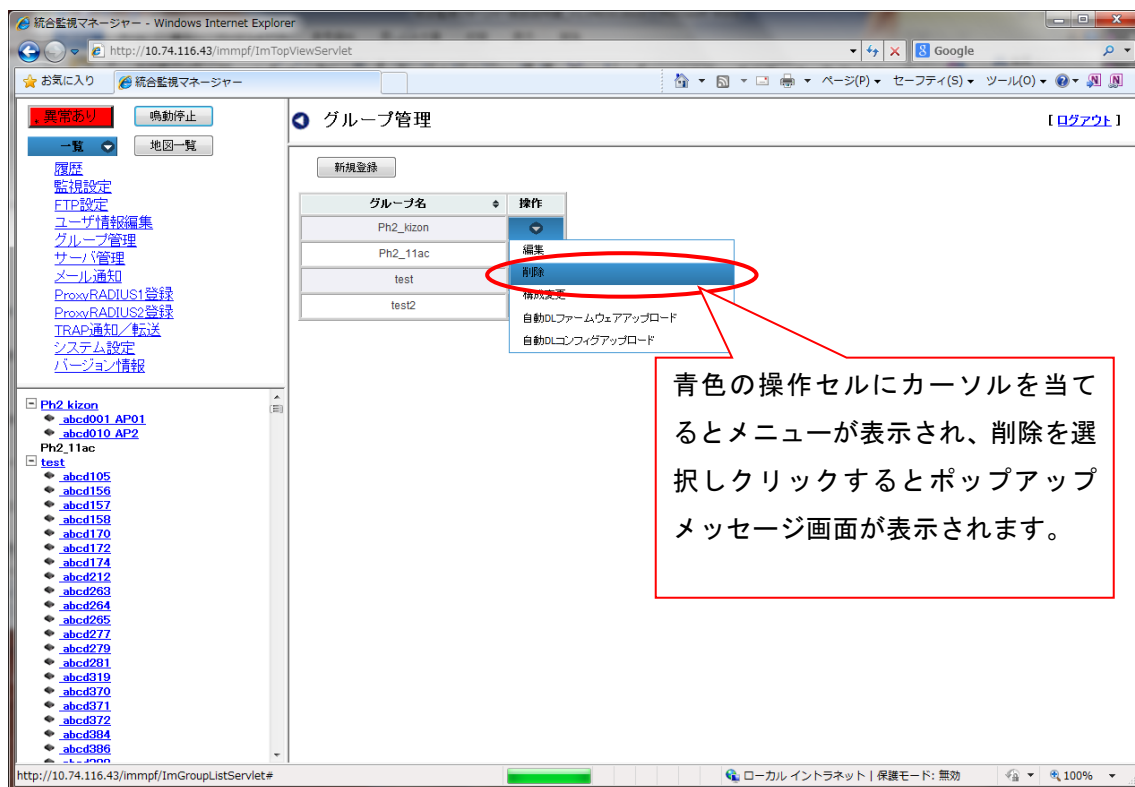 統合監視マネージャー - Windows Internet Explorer
http://10.74.116.43/immpf/ImTopViewServlet
Google
お気に入り
統合監視マネージャー
ページ(P)
セーフティ(S)
ツール(O)
異常あり
鳴動停止
一覧
地図一覧
履歴
監視設定
FTP設定
ユーザ情報編集
グループ管理
サーバ管理
メール通知
ProxyRADIUS1登録
ProxyRADIUS2登録
TRAP通知／転送
システム設定
バージョン情報
Ph2_kizon
abcd001 AP01
abcd010 AP2
Ph2_11ac
test
abcd105
abcd156
abcd157
abcd158
abcd170
abcd172
abcd174
abcd212
abcd263
abcd264
abcd265
abcd277
abcd279
abcd281
abcd319
abcd370
abcd371
abcd372
abcd384
abcd386
グループ管理
[ ログアウト ]
新規登録
グループ名 操作
Ph2_kizon
Ph2_11ac
test
test2
編集
削除
構成変更
自動DLファームウェアアップロード
自動DLコンフィグアップロード
青色の操作セルにカーソルを当て
るとメニューが表示され、削除を選
択しクリックするとポップアップ
メッセージ画面が表示されます。
http://10.74.116.43/immpf/ImGroupListServlet#
ローカル イントラネット | 保護モード: 無効
100%